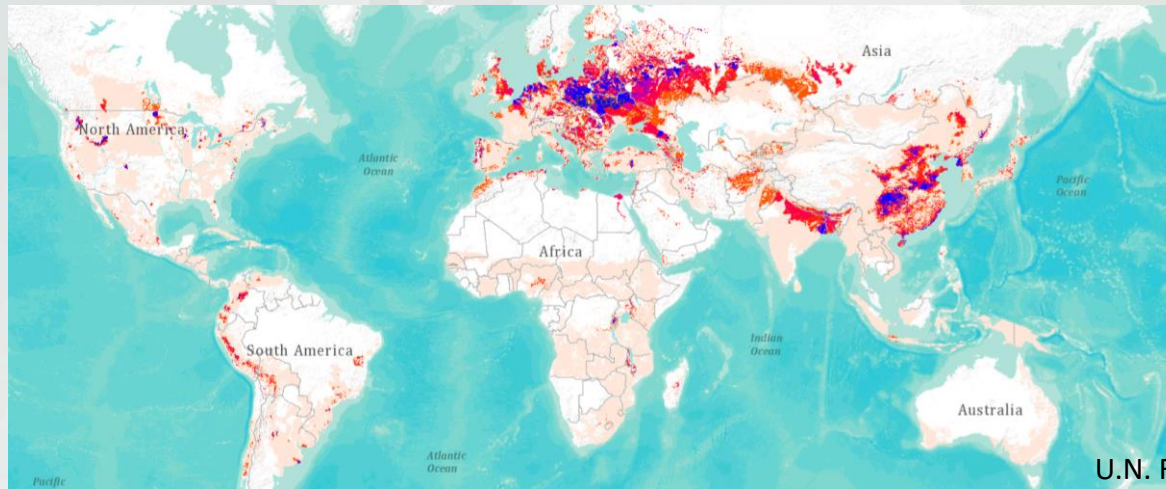 Asia
North America
Atlantic
Ocean
Pacific
Ocean
Africa
South America
Indian
Ocean
Australia
Atlantic
Ocean
U.N. F
Pacific